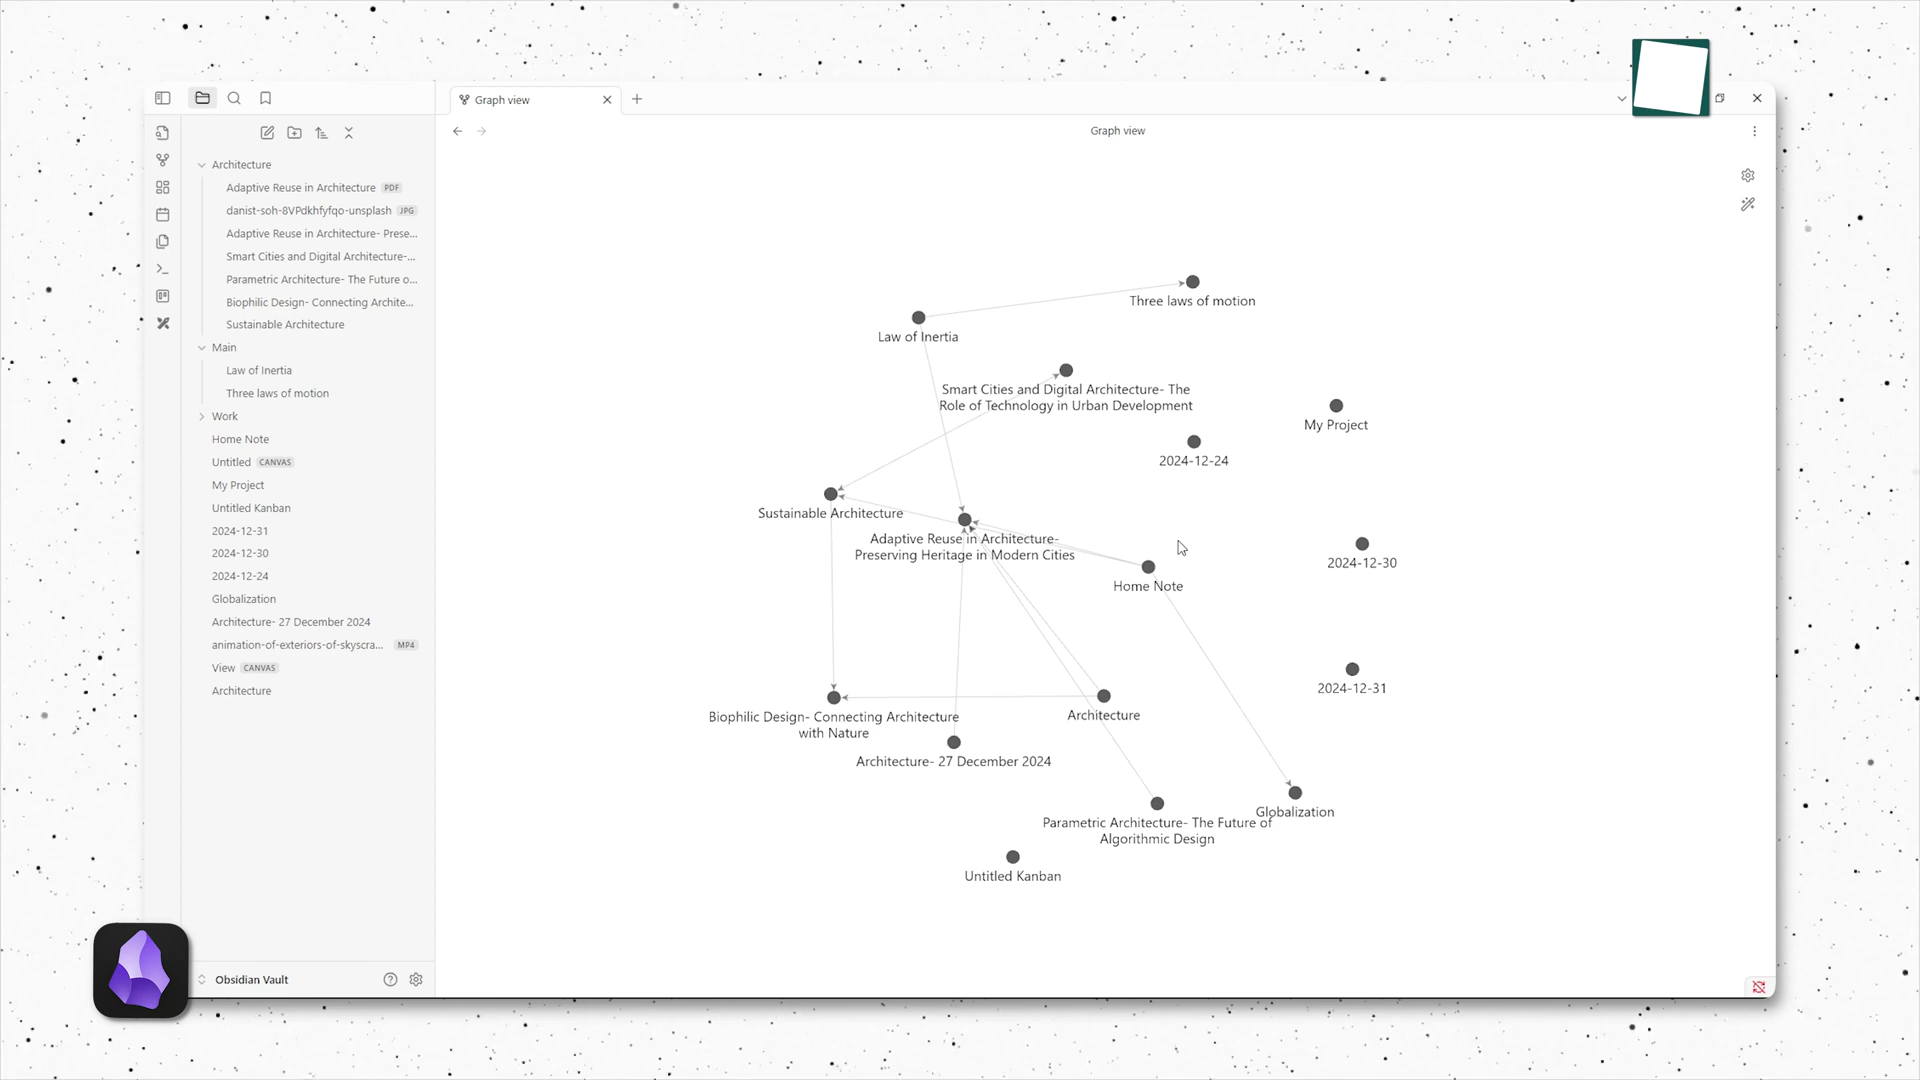 Graph view
Graph view
Architecture
Adaptive Reuse in Architecture PDF
danist-soh-8VPdkhfyfqo-unsplash JPG
Adaptive Reuse in Architecture- Prese...
Smart Cities and Digital Architecture-...
Parametric Architecture- The Future o...
Biophilic Design- Connecting Archite...
Sustainable Architecture
Main
Law of Inertia
Three laws of motion
Work
Home Note
Untitled CANVAS
My Project
Untitled Kanban
2024-12-31
2024-12-30
2024-12-24
Globalization
Architecture- 27 December 2024
animation-of-exteriors-of-skyscra... MP4
View CANVAS
Architecture
Obsidian Vault
Three laws of motion
Law of Inertia
Smart Cities and Digital Architecture- The
Role of Technology in Urban Development
My Project
2024-12-24
Sustainable Architecture
Adaptive Reuse in Architecture-
Preserving Heritage in Modern Cities
2024-12-30
Home Note
2024-12-31
Biophilic Design- Connecting Architecture
with Nature
Architecture
Architecture- 27 December 2024
Globalization
Parametric Architecture- The Future of
Algorithmic Design
Untitled Kanban